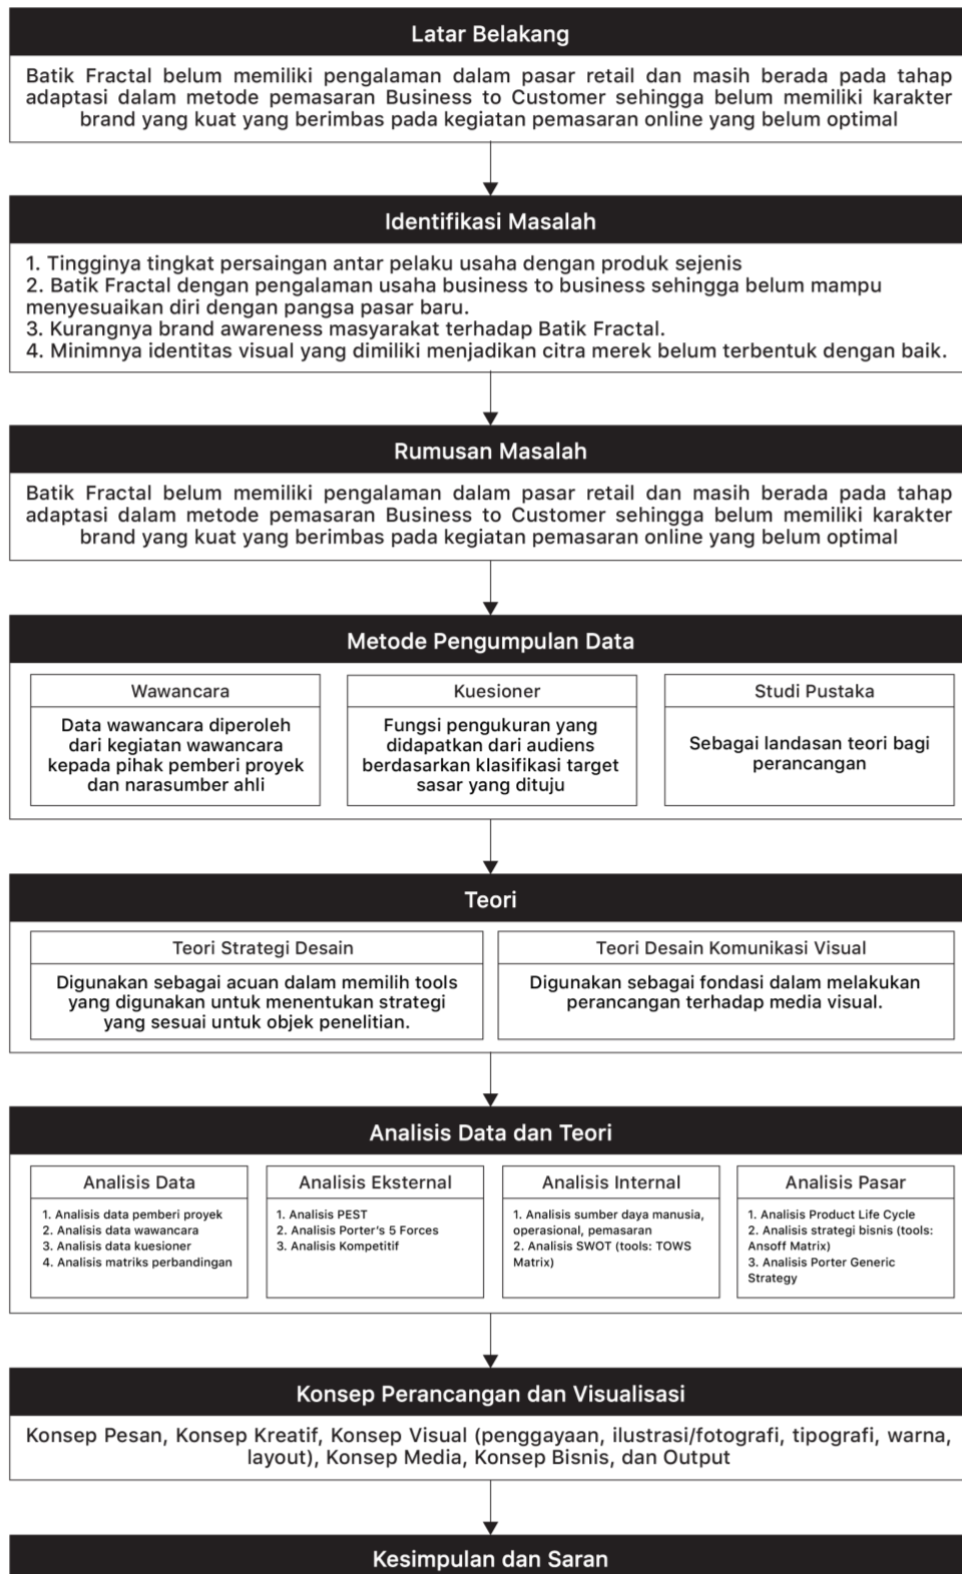 Latar Belakang
Batik Fractal belum memiliki pengalaman dalam pasar retail dan masih berada pada tahap
adaptasi dalam metode pemasaran Business to Customer sehingga belum memiliki karakter
brand yang kuat yang berimbas pada kegiatan pemasaran online yang belum optimal
Identifikasi Masalah
1. Tingginya tingkat persaingan antar pelaku usaha dengan produk sejenis
2. Batik Fractal dengan pengalaman usaha business to business sehingga belum mampu
menyesuaikan diri dengan pangsa pasar baru.
3. Kurangnya brand awareness masyarakat terhadap Batik Fractal.
4. Minimnya identitas visual yang dimiliki menjadikan citra merek belum terbentuk dengan baik.
Rumusan Masalah
Batik Fractal belum memiliki pengalaman dalam pasar retail dan masih berada pada tahap
adaptasi dalam metode pemasaran Business to Customer sehingga belum memiliki karakter
brand yang kuat yang berimbas pada kegiatan pemasaran online yang belum optimal
Metode Pengumpulan Data
Wawancara
Data wawancara diperoleh
dari kegiatan wawancara
kepada pihak pemberi proyek
dan narasumber ahli
Kuesioner
Fungsi pengukuran yang
didapatkan dari audiens
berdasarkan klasifikasi target
sasar yang dituju
Studi Pustaka
Sebagai landasan teori bagi
perancangan
Teori
Teori Strategi Desain
Digunakan sebagai acuan dalam memilih tools
yang digunakan untuk menentukan strategi
yang sesuai untuk objek penelitian.
Teori Desain Komunikasi Visual
Digunakan sebagai fondasi dalam melakukan
perancangan terhadap media visual.
Analisis Data dan Teori
Analisis Data
1. Analisis data pemberi proyek
2. Analisis data wawancara
3. Analisis data kuesioner
4. Analisis matriks perbandingan
Analisis Eksternal
1. Analisis PEST
2. Analisis Porter's 5 Forces
3. Analisis Kompetitif
Analisis Internal
1. Analisis sumber daya manusia,
operasional, pemasaran
2. Analisis SWOT (tools: TOWS
Matrix)
Analisis Pasar
1. Analisis Product Life Cycle
2. Analisis strategi bisnis (tools:
Ansoff Matrix)
3. Analisis Porter Generic
Strategy
Konsep Perancangan dan Visualisasi
Konsep Pesan, Konsep Kreatif, Konsep Visual (penggayaan, ilustrasi/fotografi, tipografi, warna,
layout), Konsep Media, Konsep Bisnis, dan Output
Kesimpulan dan Saran